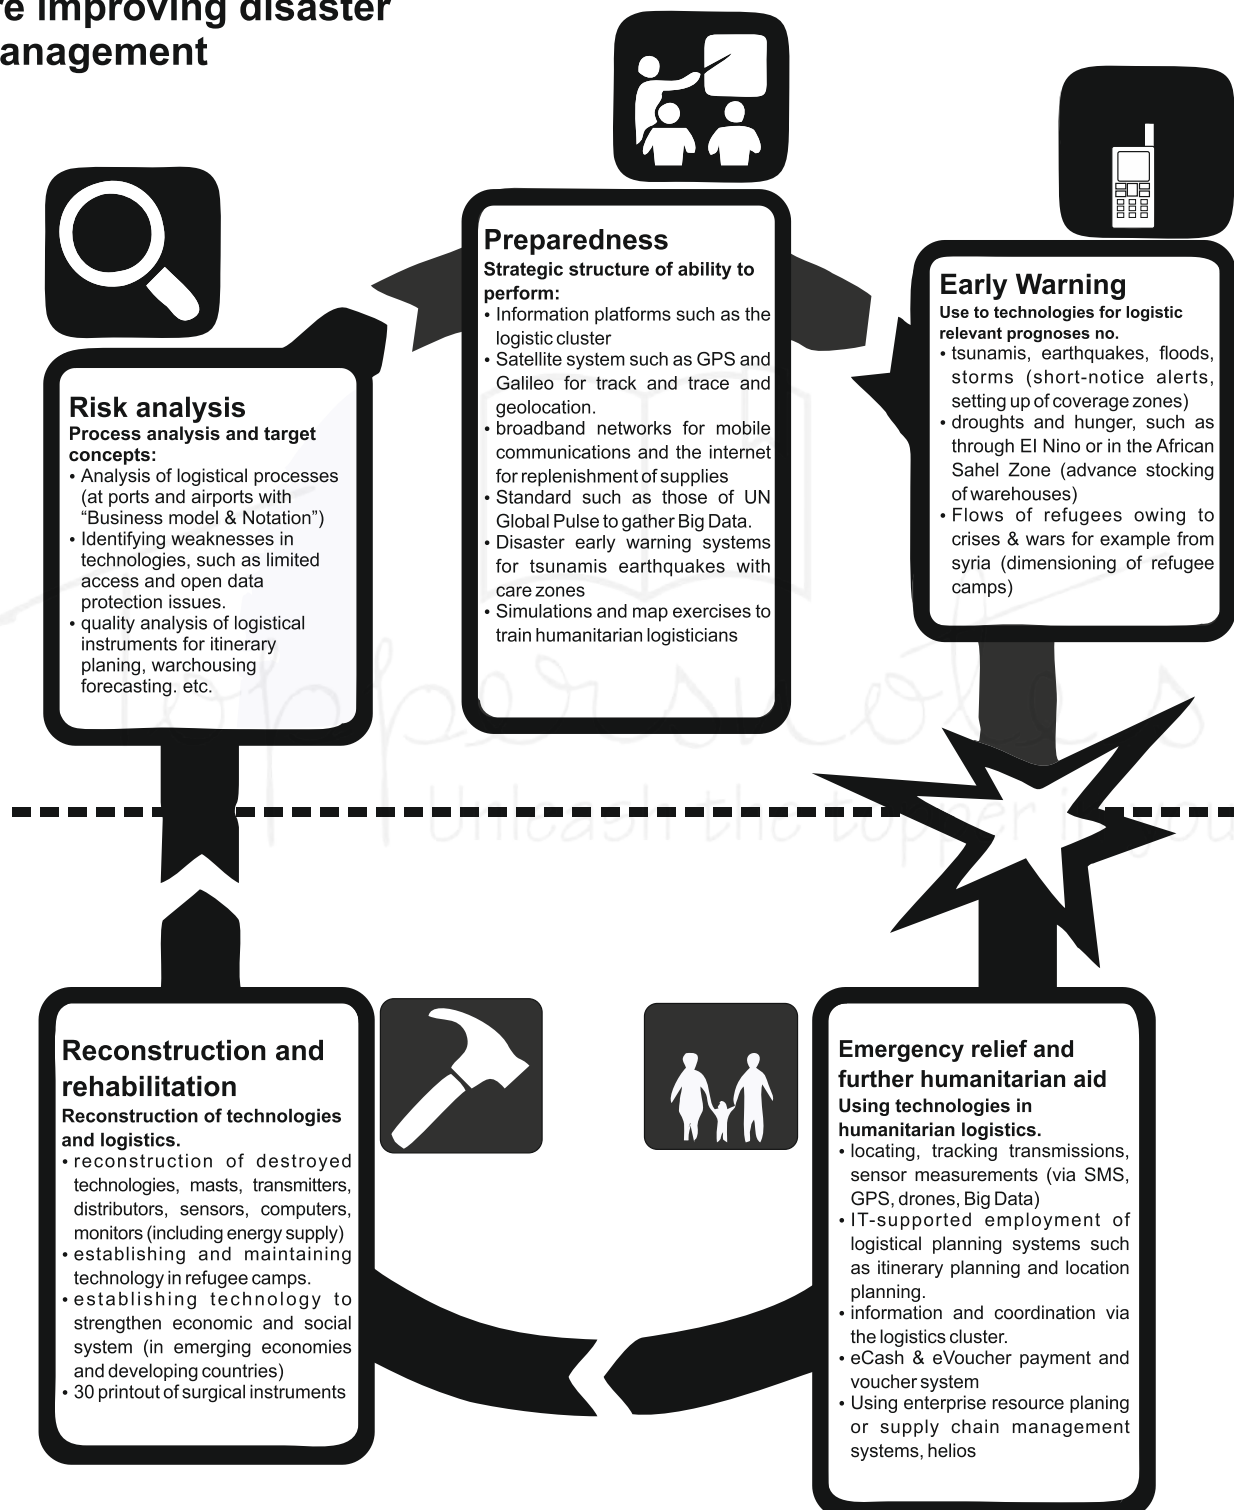 re improving disaster
anagement
Risk analysis
Process analysis and target
concepts:
• Analysis of logistical processes
(at ports and airports with
“Business model & Notation”)
• Identifying weaknesses in
technologies, such as limited
access and open data
protection issues.
• quality analysis of logistical
instruments for itinerary
planing, warchousing
forecasting. etc.
Preparedness
Strategic structure of ability to
perform:
• Information platforms such as the
logistic cluster
• Satellite system such as GPS and
Galileo for track and trace and
geolocation.
• broadband networks for mobile
communications and the internet
for replenishment of supplies
• Standard such as those of UN
Global Pulse to gather Big Data.
• Disaster early warning systems
for tsunamis earthquakes with
care zones
• Simulations and map exercises to
train humanitarian logisticians
Early Warning
Use to technologies for logistic
relevant prognoses no.
• tsunamis, earthquakes, floods,
storms (short-notice alerts,
setting up of coverage zones)
• droughts and hunger, such as
through EI Nino or in the African
Sahel Zone (advance stocking
of warehouses)
• Flows of refugees owing to
crises & wars for example from
syria (dimensioning of refugee
camps)
Toppersnotes
Unleash the topper in you
Reconstruction and
rehabilitation
Reconstruction of technologies
and logistics.
• reconstruction of destroyed
technologies, masts, transmitters,
distributors, sensors, computers,
monitors (including energy supply)
• establishing and maintaining
technology in refugee camps.
• establishing technology to
strengthen economic and social
system (in emerging economies
and developing countries)
• 30 printout of surgical instruments
Emergency relief and
further humanitarian aid
Using technologies in
humanitarian logistics.
• locating, tracking transmissions,
sensor measurements (via SMS,
GPS, drones, Big Data)
• IT-supported employment of
logistical planning systems such
as itinerary planning and location
planning.
• information and coordination via
the logistics cluster.
• eCash & eVoucher payment and
voucher system
• Using enterprise resource planing
or supply chain management
systems, helios